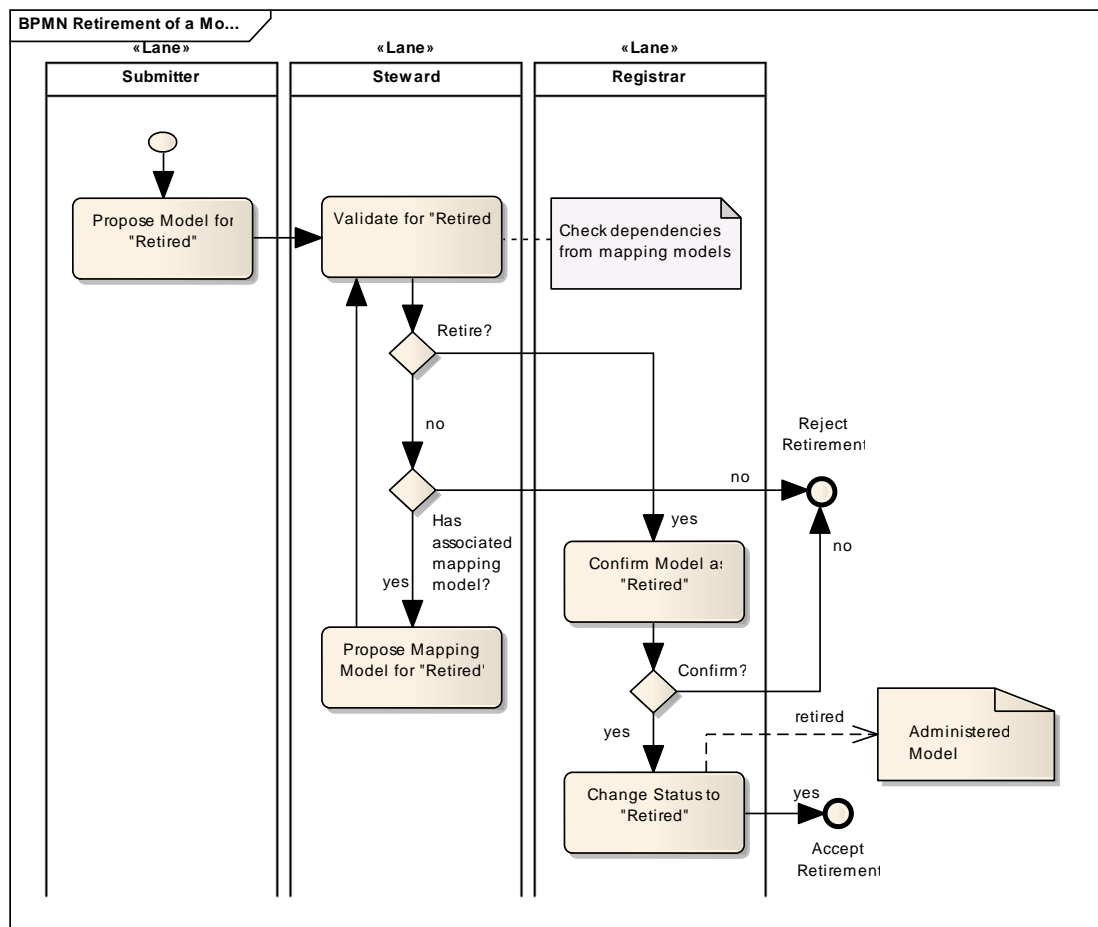 BPMN Retirement of a Mo...
«Lane»
Submitter
«Lane»
Steward
«Lane»
Registrar
Propose Model for
"Retired"
Validate for "Retired
Check dependencies
from mapping models
Retire?
no
Has
associated
mapping
model?
yes
Propose Mapping
Model for "Retired'
no
Reject
Retirement
yes
no
Confirm Model as
"Retired"
Confirm?
yes
retired
Administered
Model
Change Status to
"Retired"
yes
Accept
Retirement